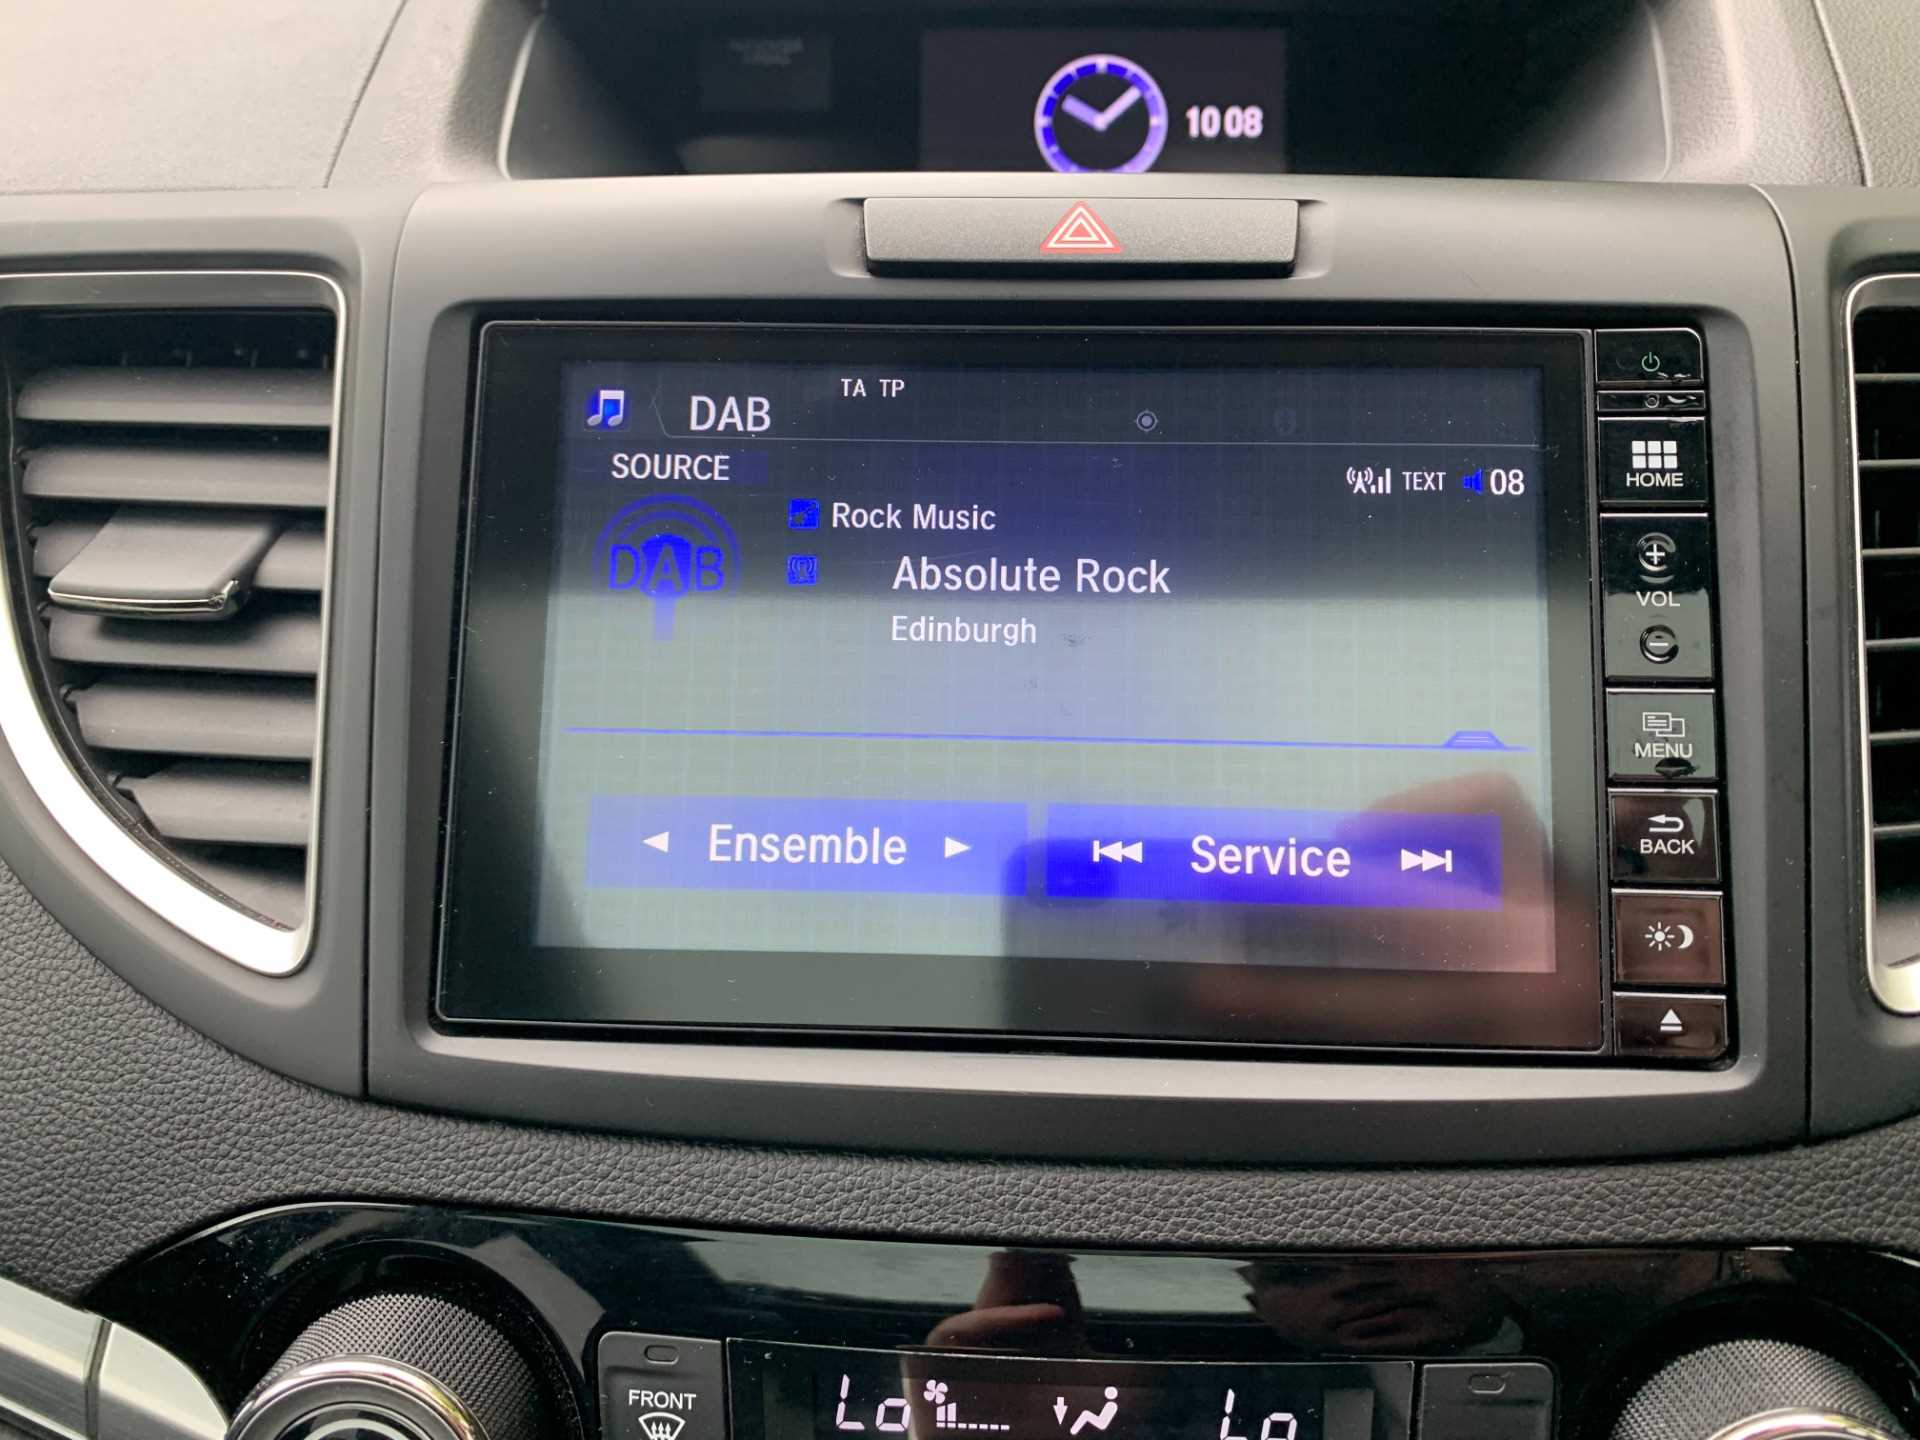 10 08
DAB
TA TP
SOURCE
TEXT 08
Rock Music
DAB
Absolute Rock
Edinburgh
Ensemble
Service
HOME
VOL
MENU
BACK
FRONT
Lo
Lo